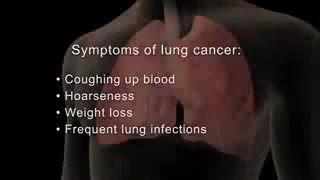 Symptoms of lung cancer:
• Coughing up blood
• Hoarseness
• Weight loss
• Frequent lung infections